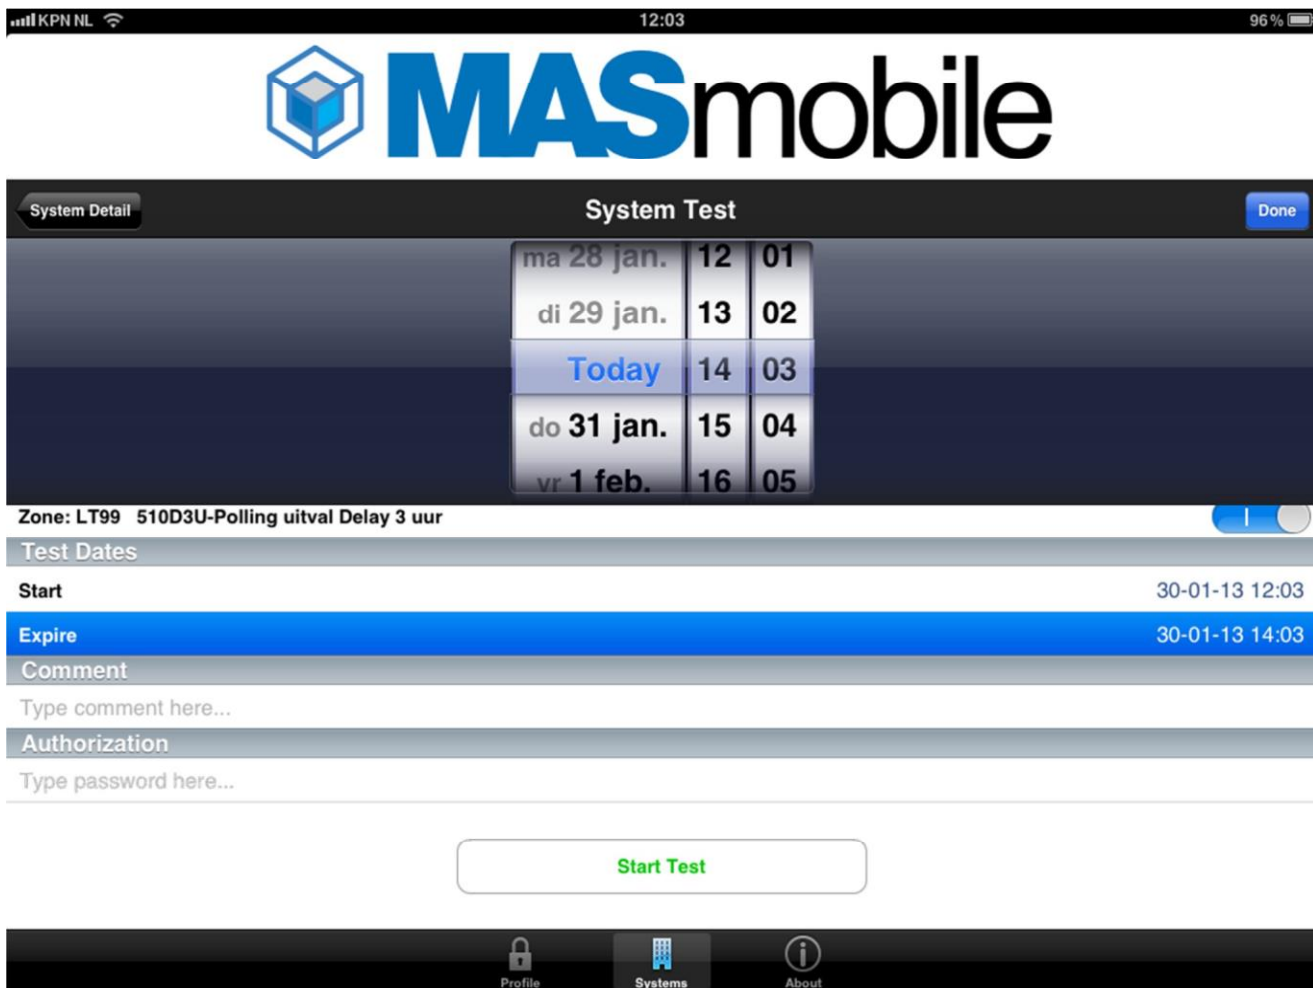 KPN NL 12:03 96%
MASmobile
System Detail System Test Done
ma 28 jan. 12 01
di 29 jan. 13 02
Today 14 03
do 31 jan. 15 04
vr 1 feb. 16 05
Zone: LT99 510D3U-Polling uitval Delay 3 uur
Test Dates
Start 30-01-13 12:03
Expire 30-01-13 14:03
Comment
Type comment here...
Authorization
Type password here...
Start Test
Profile Systems About